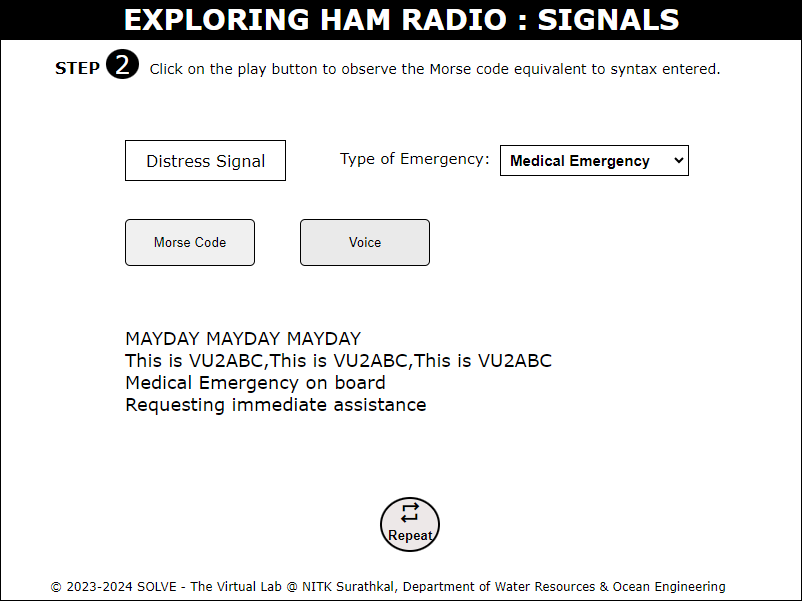 EXPLORING HAM RADIO : SIGNALS
STEP 2 Click on the play button to observe the Morse code equivalent to syntax entered.
Distress Signal Type of Emergency: Medical Emergency
Morse Code Voice
MAYDAY MAYDAY MAYDAY
This is VU2ABC,This is VU2ABC,This is VU2ABC
Medical Emergency on board
Requesting immediate assistance
Repeat
© 2023-2024 SOLVE - The Virtual Lab @ NITK Surathkal, Department of Water Resources & Ocean Engineering